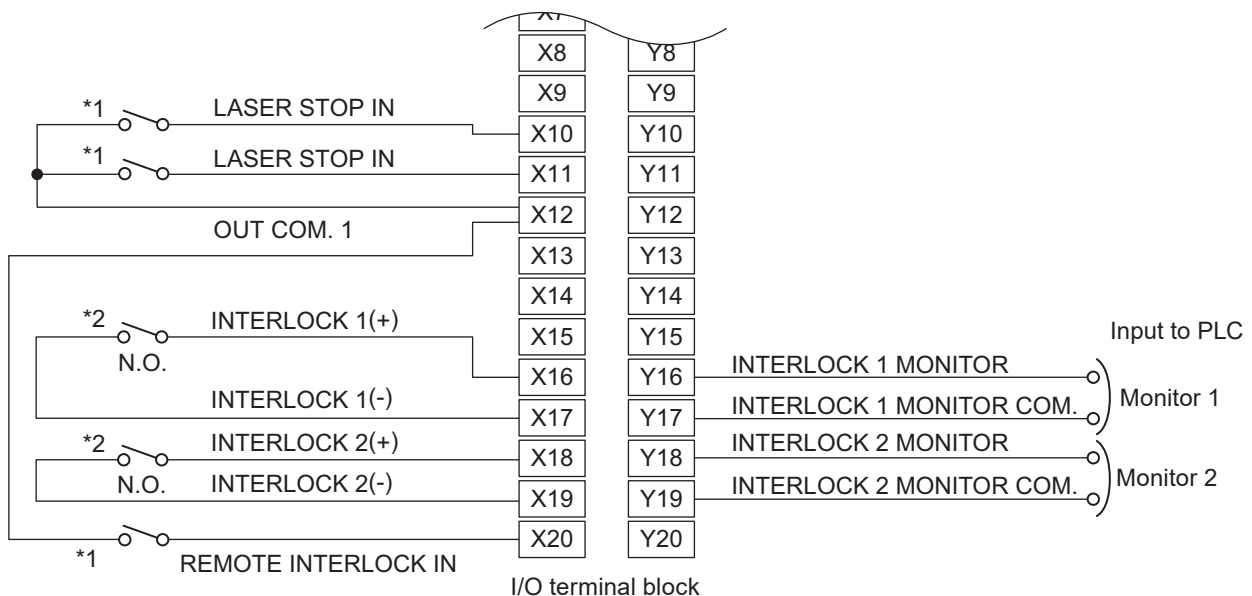 X8 Y8
X9 Y9
*1 LASER STOP IN
X10 Y10
*1 LASER STOP IN
X11 Y11
X12 Y12
OUT COM. 1
X13 Y13
X14 Y14
*2 INTERLOCK 1(+)
X15 Y15
Input to PLC
N.O.
X16 Y16 INTERLOCK 1 MONITOR
Monitor 1
INTERLOCK 1(-)
X17 Y17 INTERLOCK 1 MONITOR COM.
*2 INTERLOCK 2(+)
X18 Y18 INTERLOCK 2 MONITOR
Monitor 2
N.O. INTERLOCK 2(-)
X19 Y19 INTERLOCK 2 MONITOR COM.
X20 Y20
*1 REMOTE INTERLOCK IN
I/O terminal block